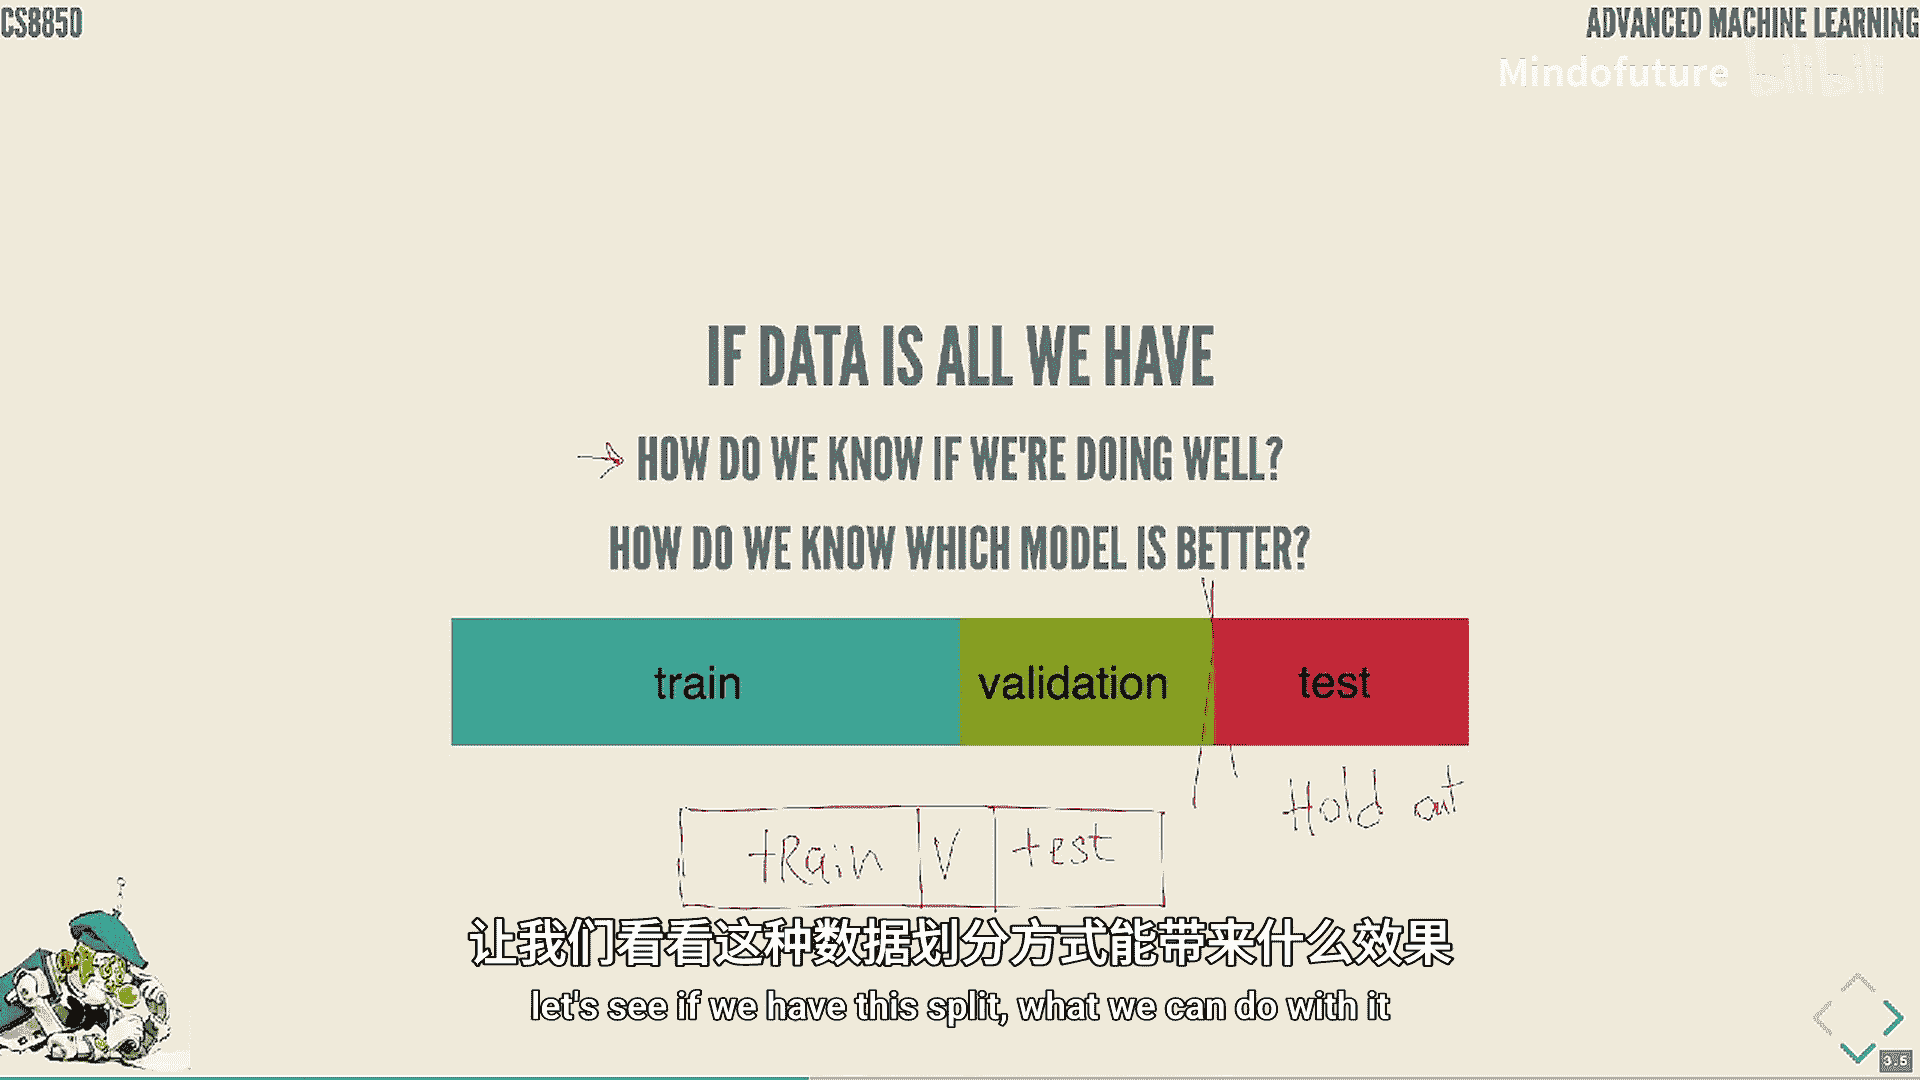 CS8850
ADVANCED MACHINE LEARNING
Mindofuture bilibili
IF DATA IS ALL WE HAVE
HOW DO WE KNOW IF WE'RE DOING WELL?
HOW DO WE KNOW WHICH MODEL IS BETTER?
train validation test
Hold out
tRain V test
让我们看看这种数据划分方式能带来什么效果
let's see if we have this split, what we can do with it
3.5